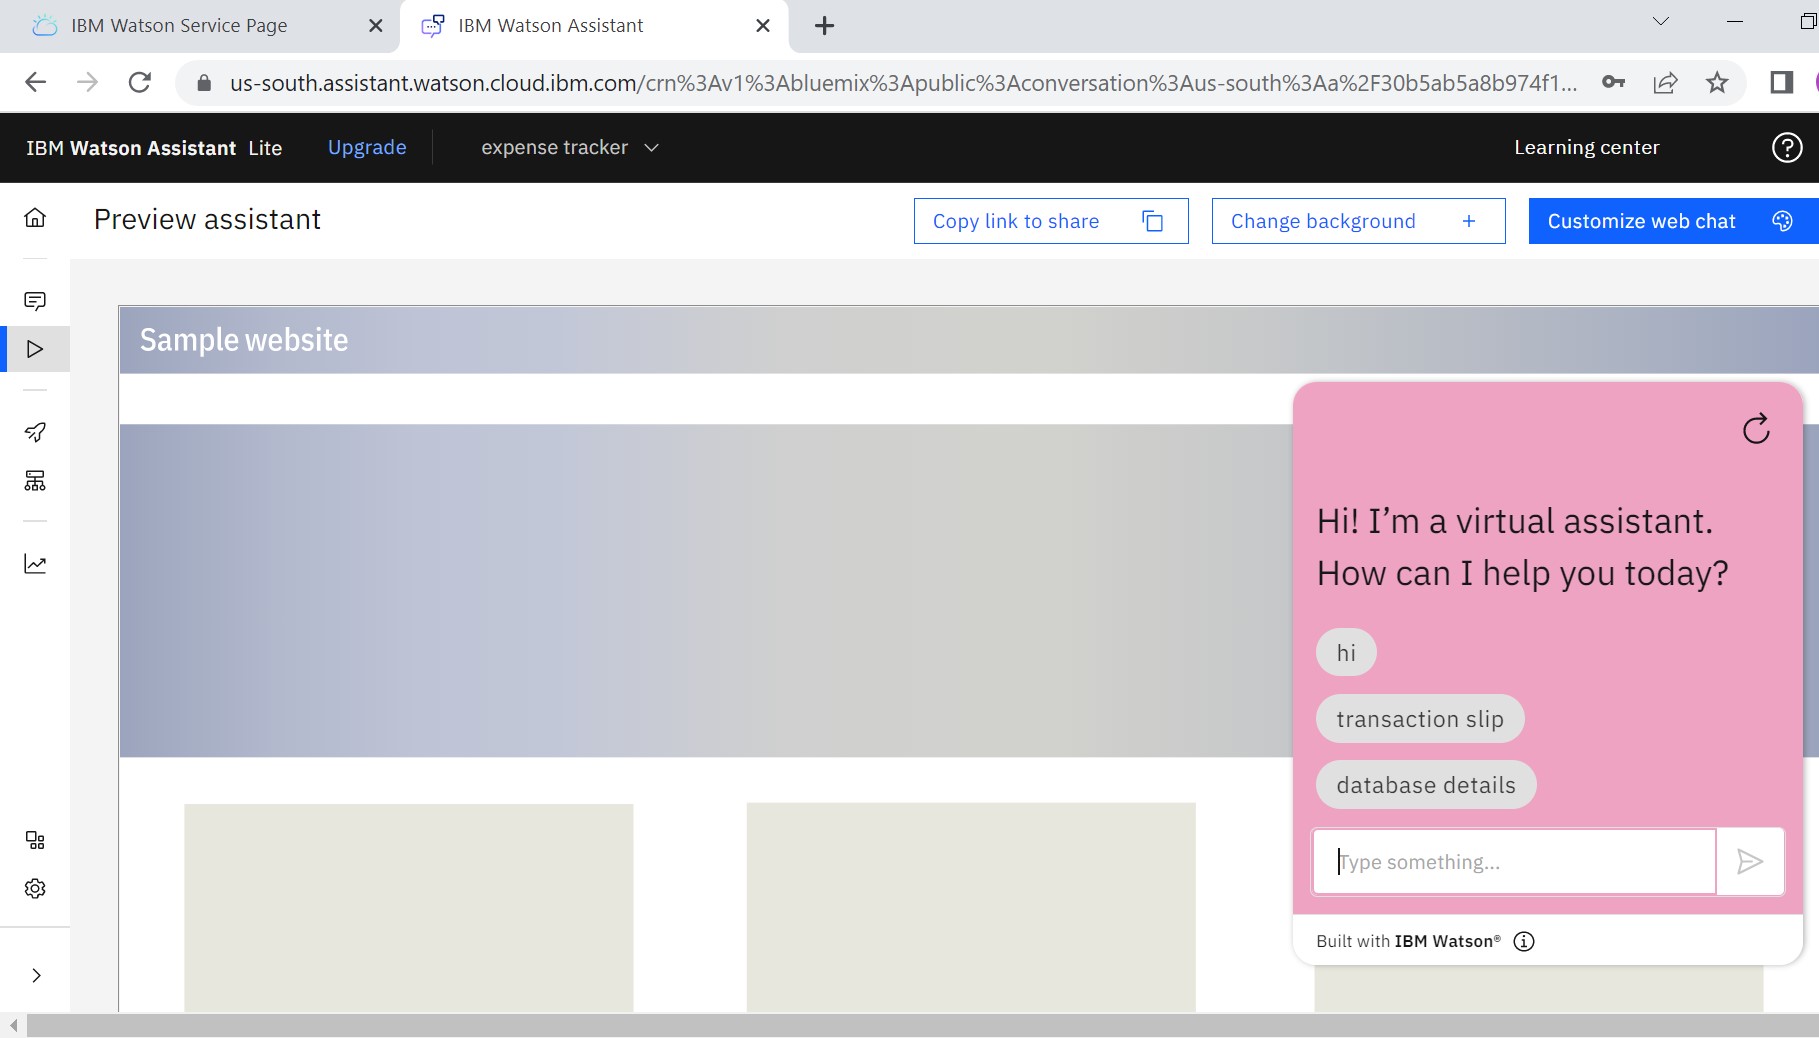 IBM Watson Service Page
IBM Watson Assistant
us-south.assistant.watson.cloud.ibm.com/crn%3Av1%3Abluemix%3Apublic%3Aconversation%3Aus-south%3Aa%2F30b5ab5a8b974f1...
IBM Watson Assistant Lite Upgrade expense tracker Learning center
Preview assistant
Copy link to share
Change background +
Customize web chat
Sample website
Hi! I’m a virtual assistant.
How can I help you today?
hi
transaction slip
database details
Type something...
Built with IBM Watson®